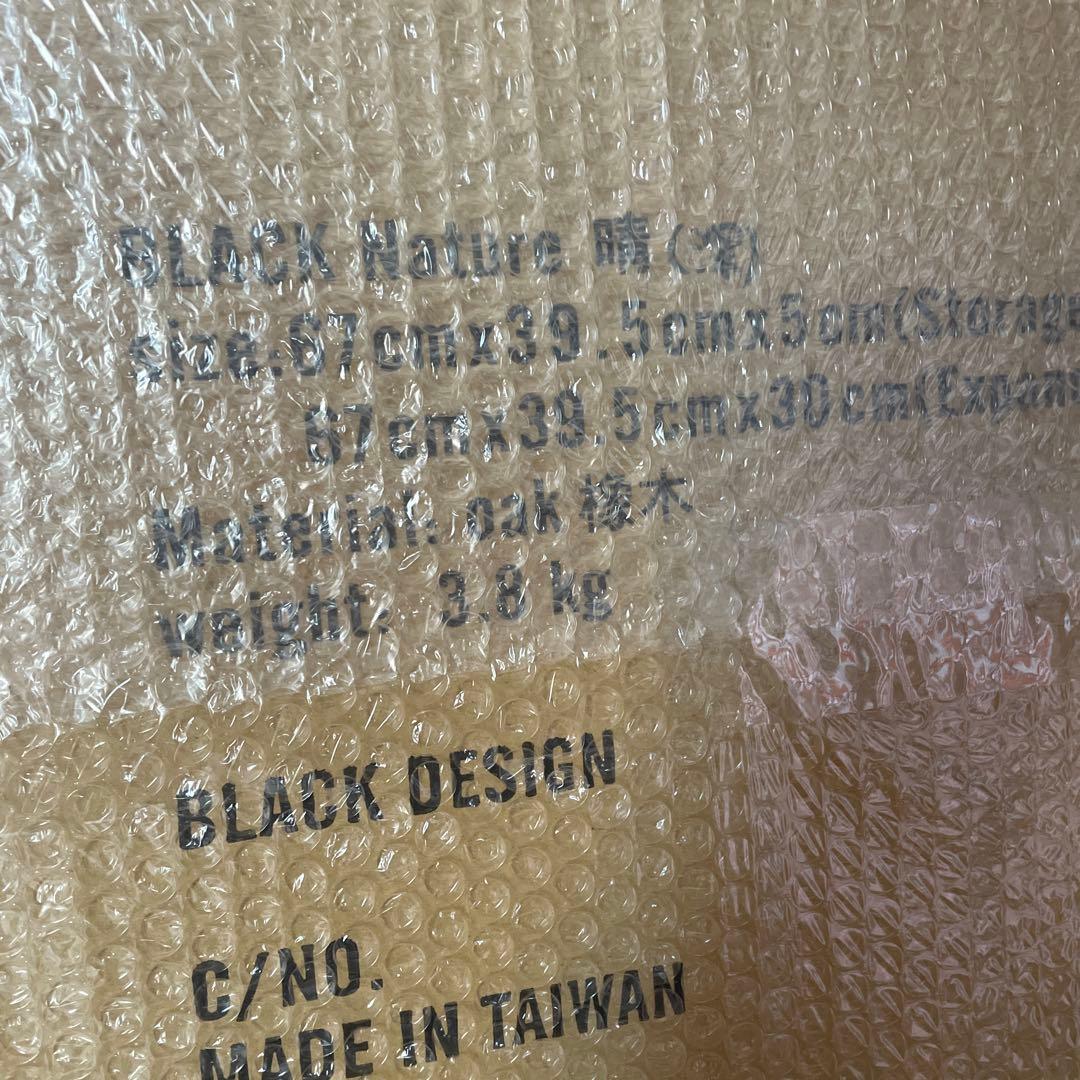 BLACK Nature 晴
size:67cmx39.5cmx5cm(Storage
67cmx39.5cmx30cm(Expans
Material: oak 橡木
weight: 3.8 kg
BLACK DESIGN
C/NO.
MADE IN TAIWAN